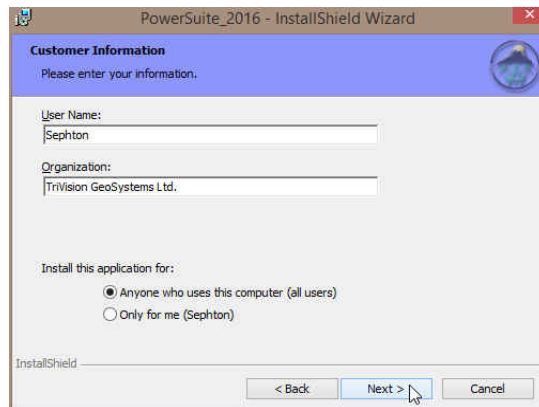 PowerSuite_2016 - InstallShield Wizard
Customer Information
Please enter your information.
User Name:
Sephton
Organization:
TriVision GeoSystems Ltd.
Install this application for:
Anyone who uses this computer (all users)
Only for me (Sephton)
InstallShield
< Back Next > Cancel